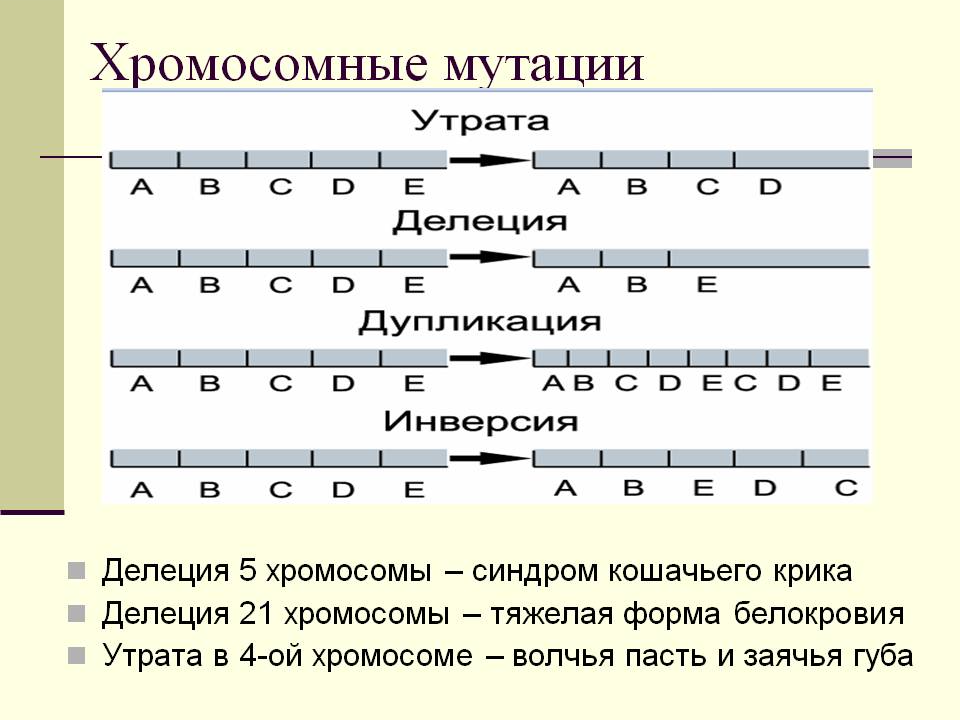 Хромосомные мутации
Утрата
A B C D E A B C D
Делеция
A B C D E A B E
Дупликация
A B C D E A B C D E C D E
Инверсия
A B C D E A B E D C
Делеция 5 хромосомы – синдром кошачьего крика
Делеция 21 хромосомы – тяжелая форма белокровия
Утрата в 4-ой хромосоме – волчья пасть и заячья губа